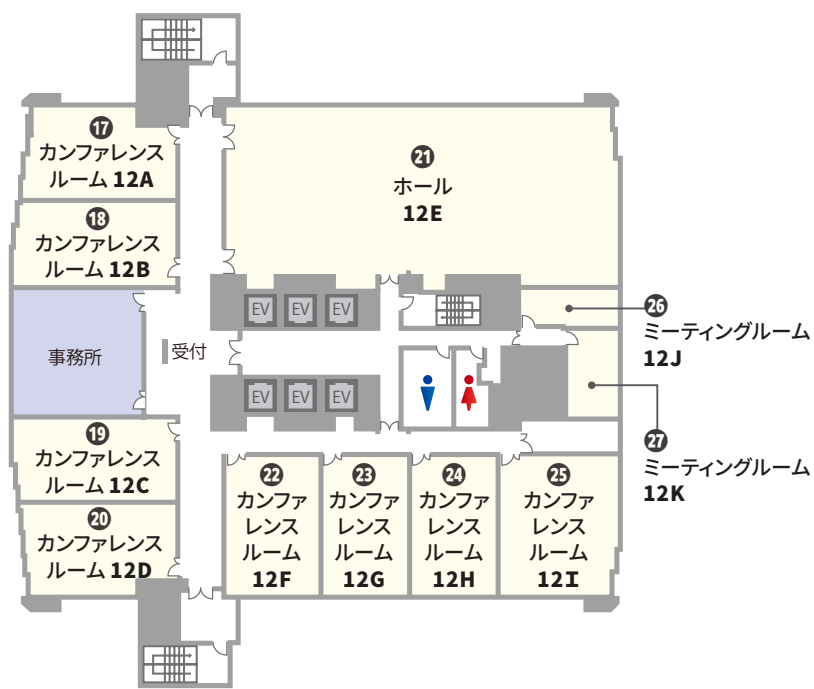 17
カンファレンス
ルーム 12A
18
カンファレンス
ルーム 12B
事務所
受付
19
カンファレンス
ルーム 12C
20
カンファレンス
ルーム 12D
21
ホール
12E
EV EV EV
EV EV EV
22
カンファ
レンス
ルーム
12F
23
カンファ
レンス
ルーム
12G
24
カンファ
レンス
ルーム
12H
25
カンファ
レンス
ルーム
12I
26
ミーティングルーム
12J
27
ミーティングルーム
12K